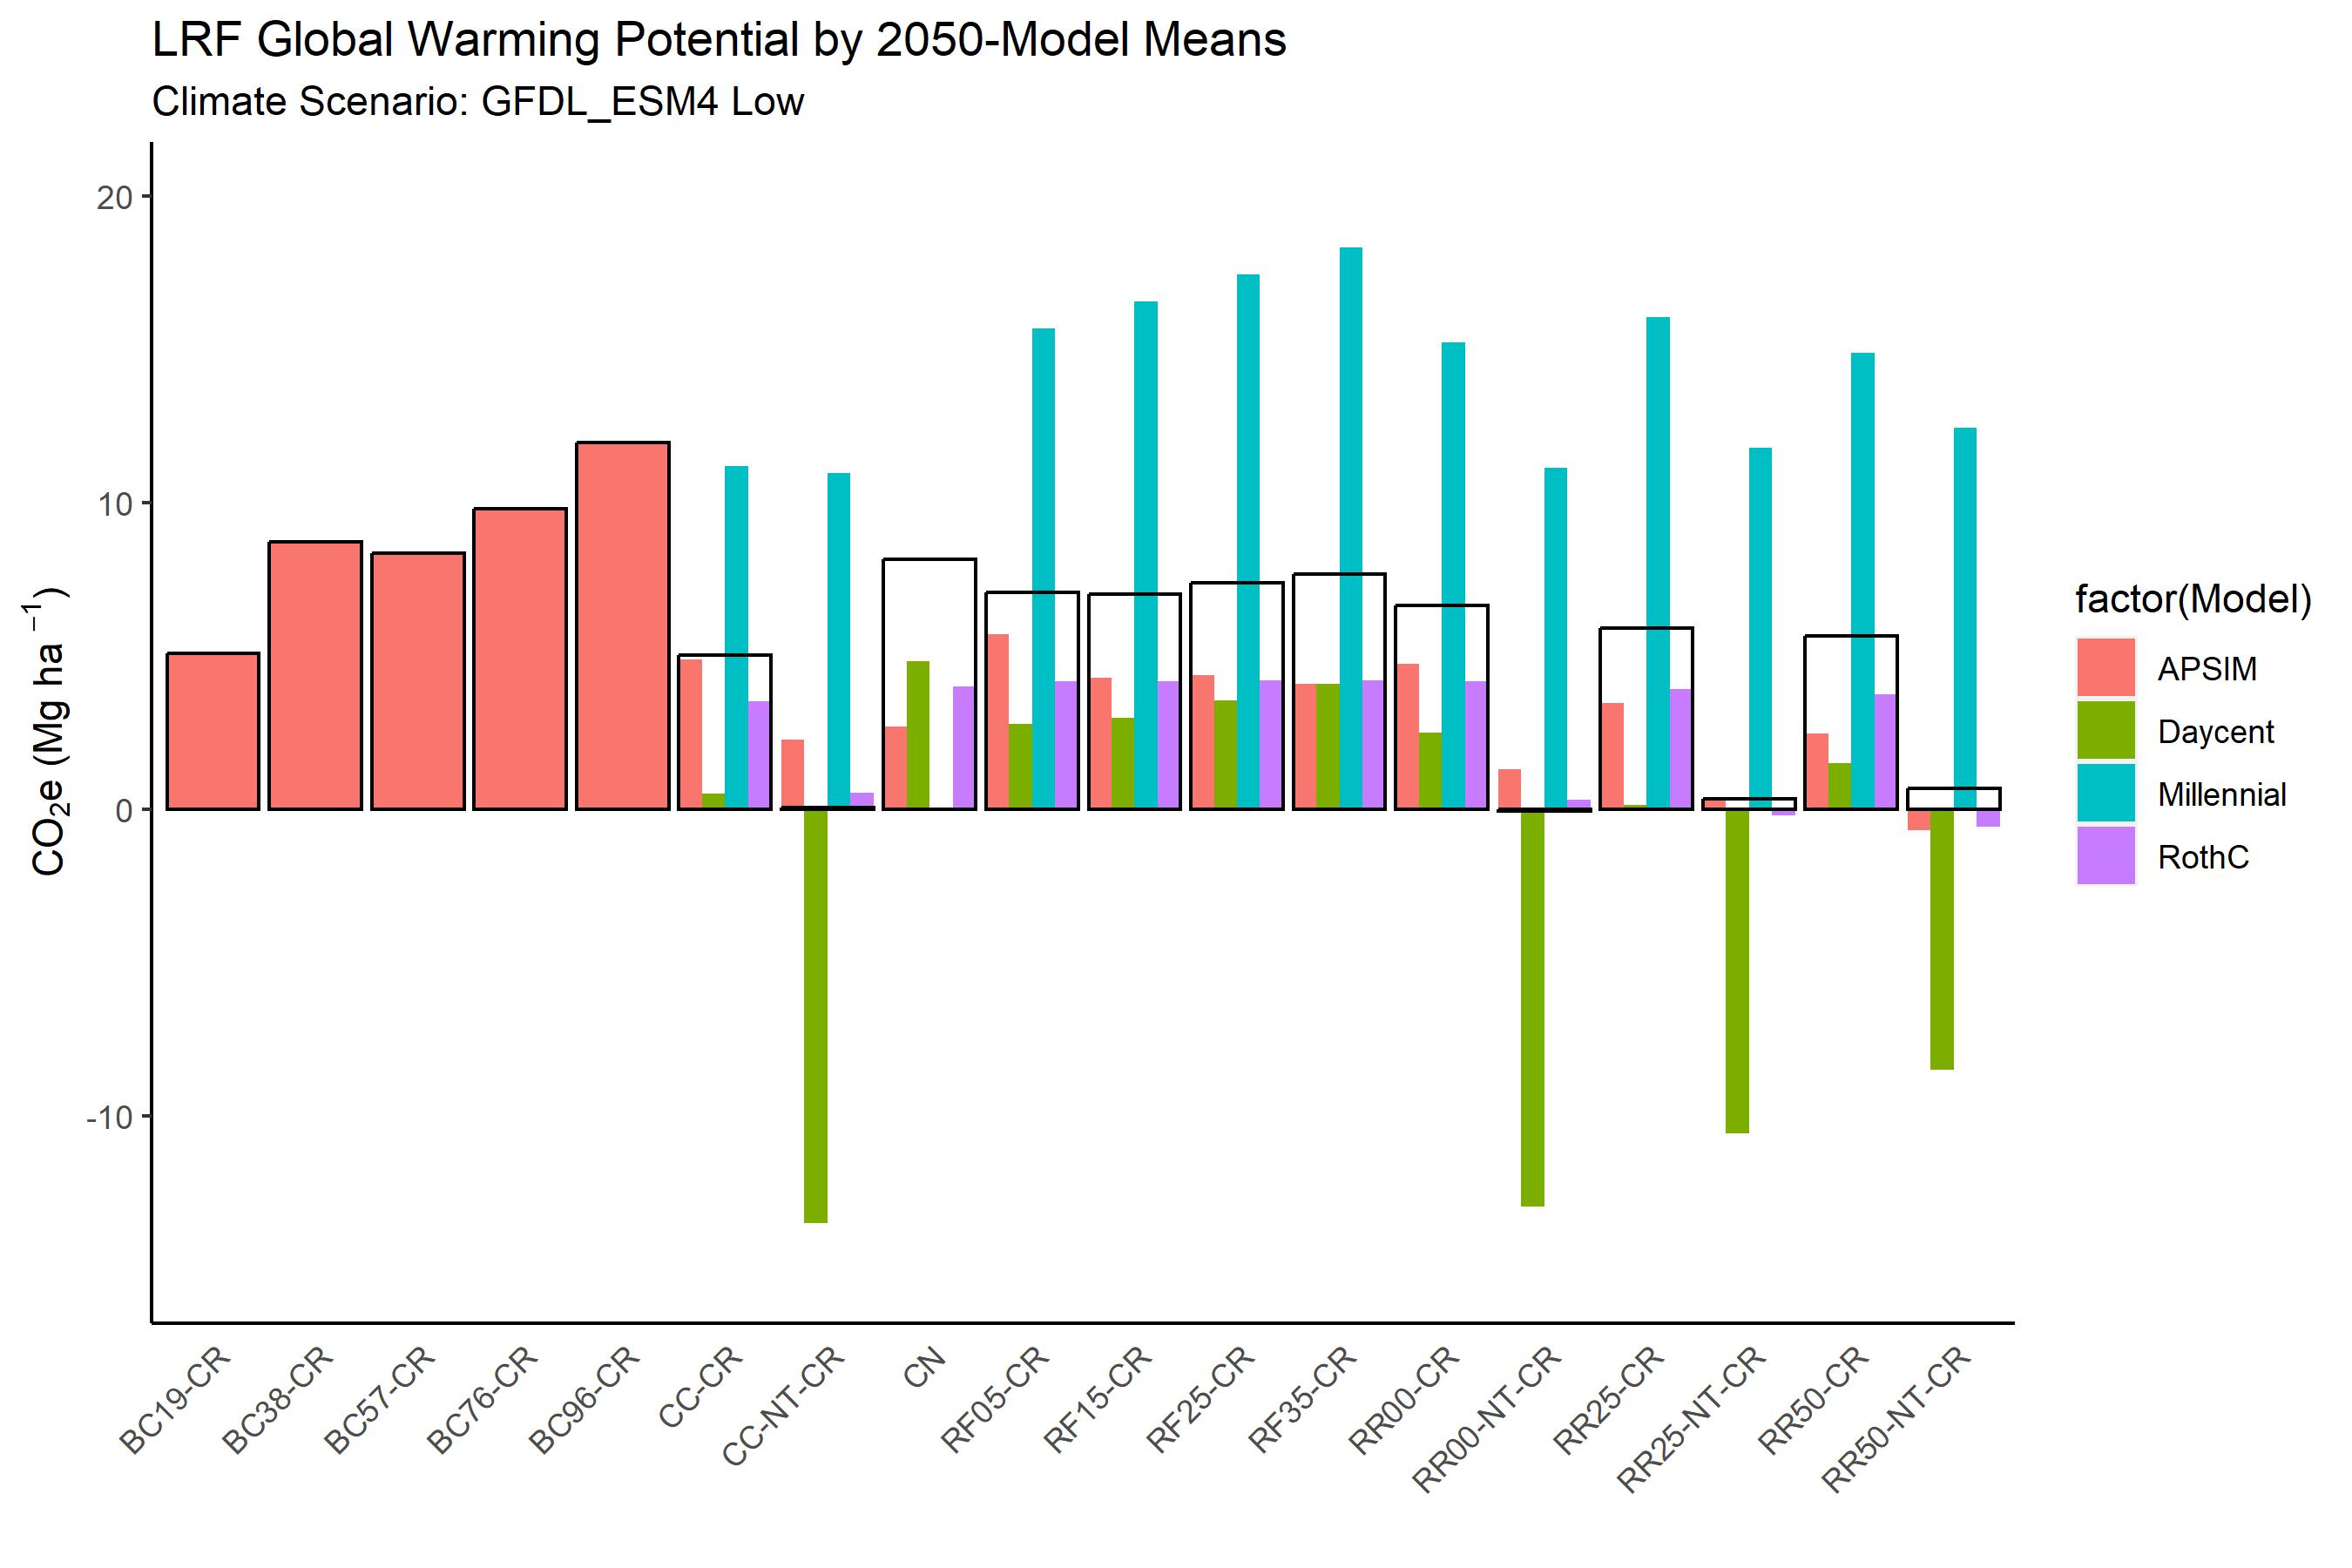 LRF Global Warming Potential by 2050-Model Means
Climate Scenario: GFDL_ESM4 Low
CO₂e (Mg ha ⁻¹)
20
10
0
-10
BC19-CR
BC38-CR
BC57-CR
BC76-CR
BC96-CR
CC-CR
CC-NT-CR
CN
RF05-CR
RF15-CR
RF25-CR
RF35-CR
RR00-CR
RR00-NT-CR
RR25-CR
RR25-NT-CR
RR50-CR
RR50-NT-CR
factor(Model)
APSIM
Daycent
Millennial
RothC